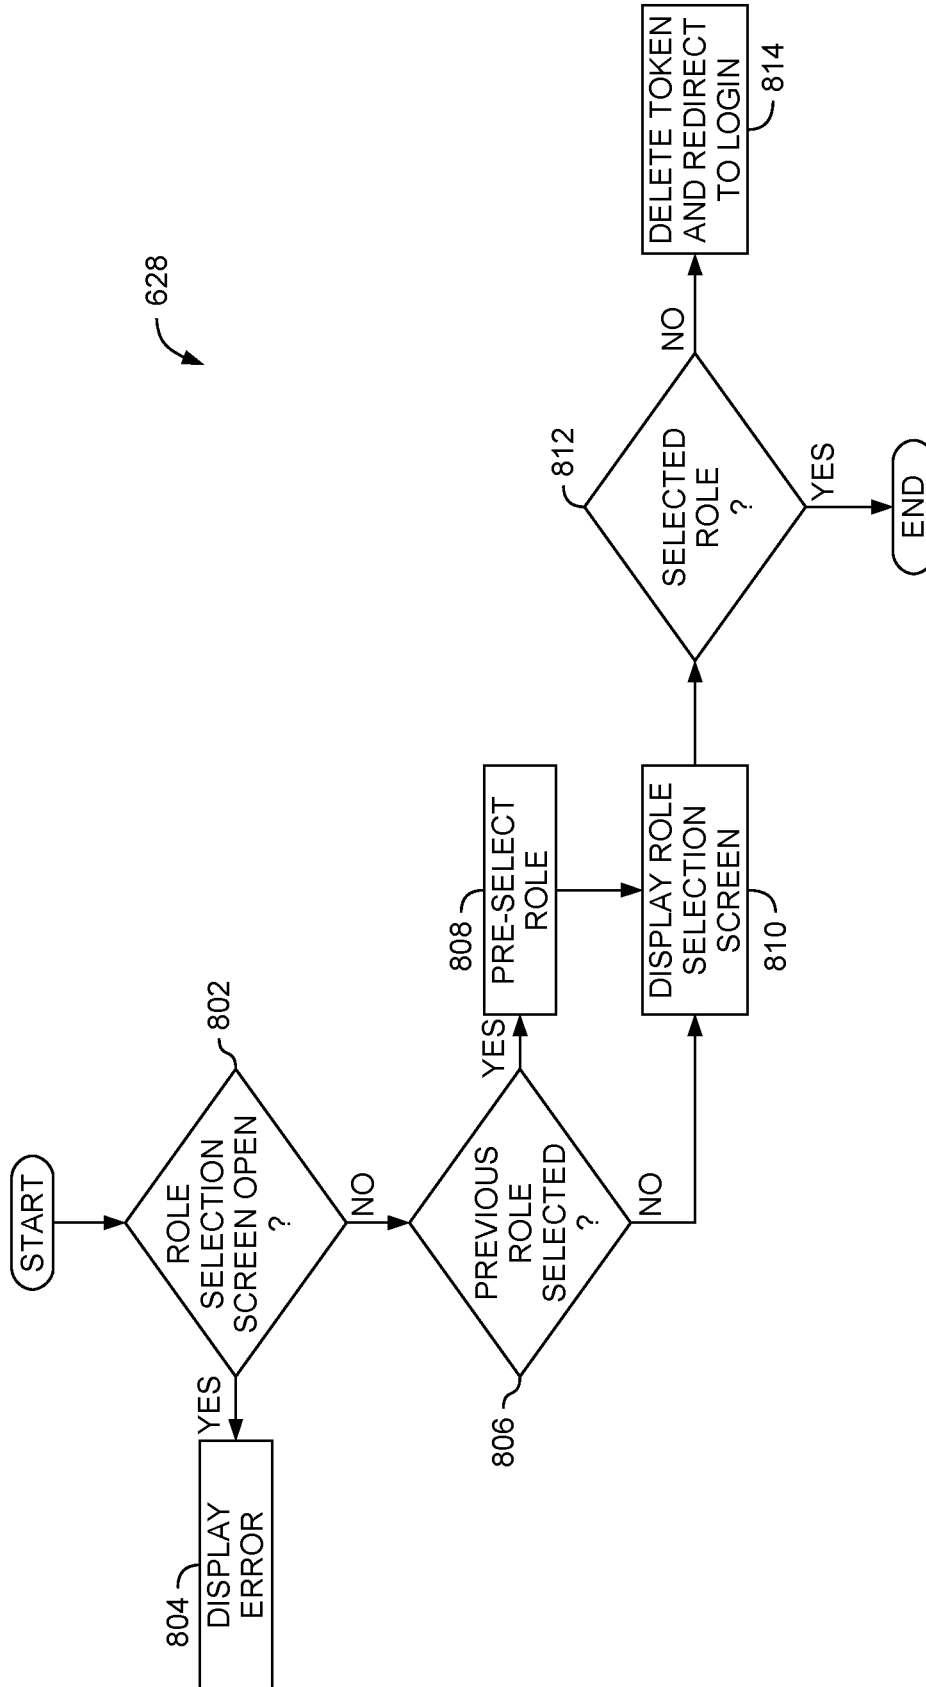 628
START
ROLE
SELECTION
SCREEN OPEN
?
802
YES
DISPLAY
ERROR
804
NO
PREVIOUS
ROLE
SELECTED
?
806
YES
808
PRE-SELECT
ROLE
NO
DISPLAY ROLE
SELECTION
SCREEN
810
812
SELECTED
ROLE
?
NO
DELETE TOKEN
AND REDIRECT
TO LOGIN
814
YES
END